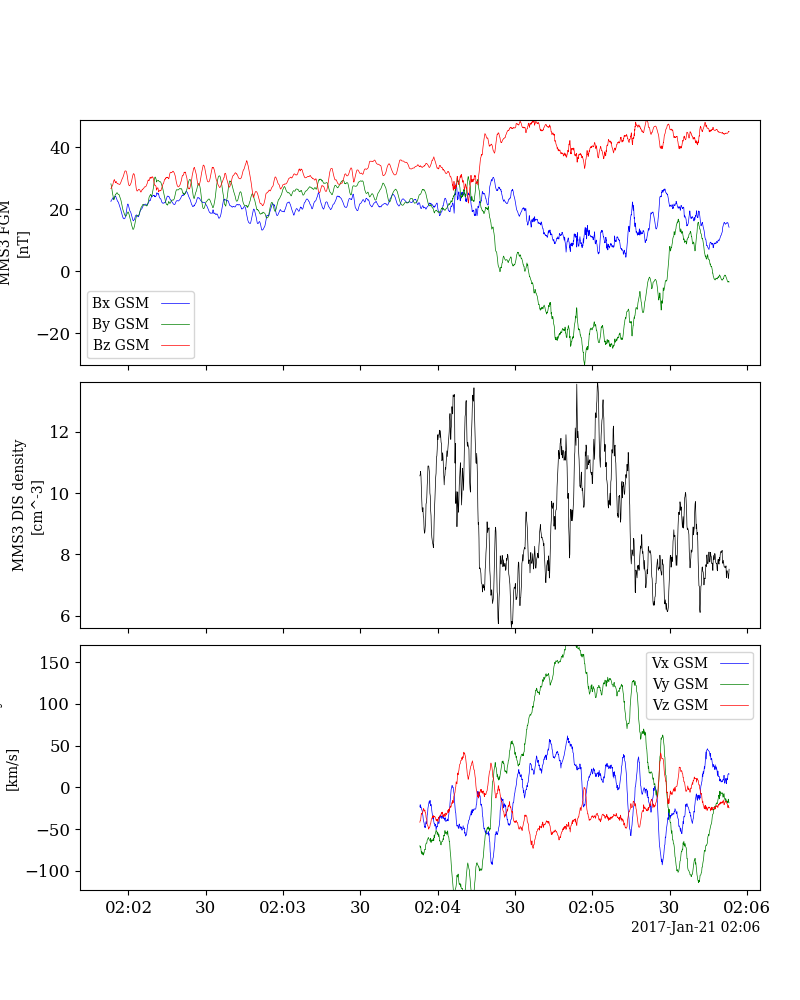 40
20
0
−20
MMS3 FGM
[nT]
Bx GSM
By GSM
Bz GSM
12
10
8
6
MMS3 DIS density
[cm^-3]
150
100
50
0
−50
−100
[km/s]
Vx GSM
Vy GSM
Vz GSM
02:02 30 02:03 30 02:04 30 02:05 30 02:06
2017-Jan-21 02:06